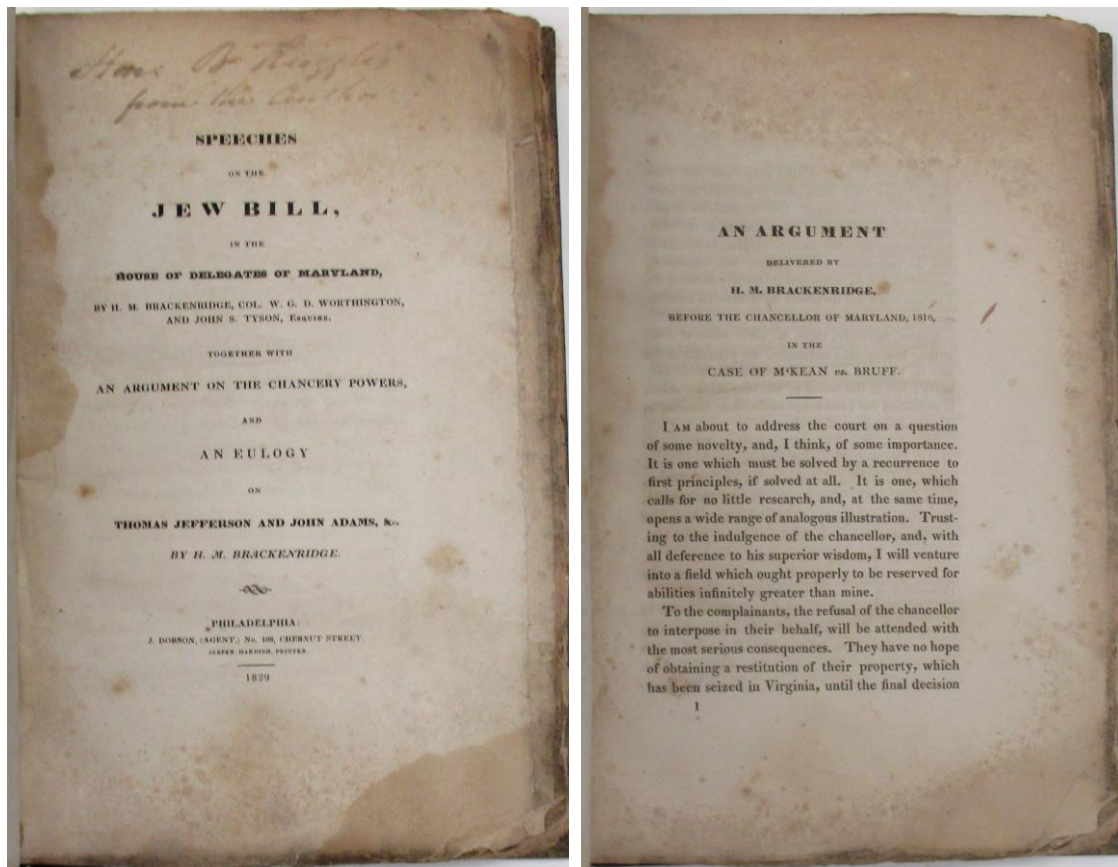 Hon. B Ruggles
from the Author
SPEECHES
ON THE
JEW BILL,
IN THE
HOUSE OF DELEGATES OF MARYLAND,
BY H. M. BRACKENRIDGE, COL. W. G. D. WORTHINGTON,
AND JOHN S. TYSON, Esquire.
TOGETHER WITH
AN ARGUMENT ON THE CHANCERY POWERS,
AND
AN EULOGY
ON
THOMAS JEFFERSON AND JOHN ADAMS, &c.
BY H. M. BRACKENRIDGE.
PHILADELPHIA:
J. DOBSON, (AGENT,) No. 108, CHESNUT STREET.
JESPER HARDING, PRINTER.
1829
AN ARGUMENT
DELIVERED BY
H. M. BRACKENRIDGE,
BEFORE THE CHANCELLOR OF MARYLAND, 1816,
IN THE
CASE OF M'KEAN vs. BRUFF.
I AM about to address the court on a question
of some novelty, and, I think, of some importance.
It is one which must be solved by a recurrence to
first principles, if solved at all. It is one, which
calls for no little research, and, at the same time,
opens a wide range of analogous illustration. Trust-
ing to the indulgence of the chancellor, and, with
all deference to his superior wisdom, I will venture
into a field which ought properly to be reserved for
abilities infinitely greater than mine.
To the complainants, the refusal of the chancellor
to interpose in their behalf, will be attended with
the most serious consequences. They have no hope
of obtaining a restitution of their property, which
has been seized in Virginia, until the final decision
1